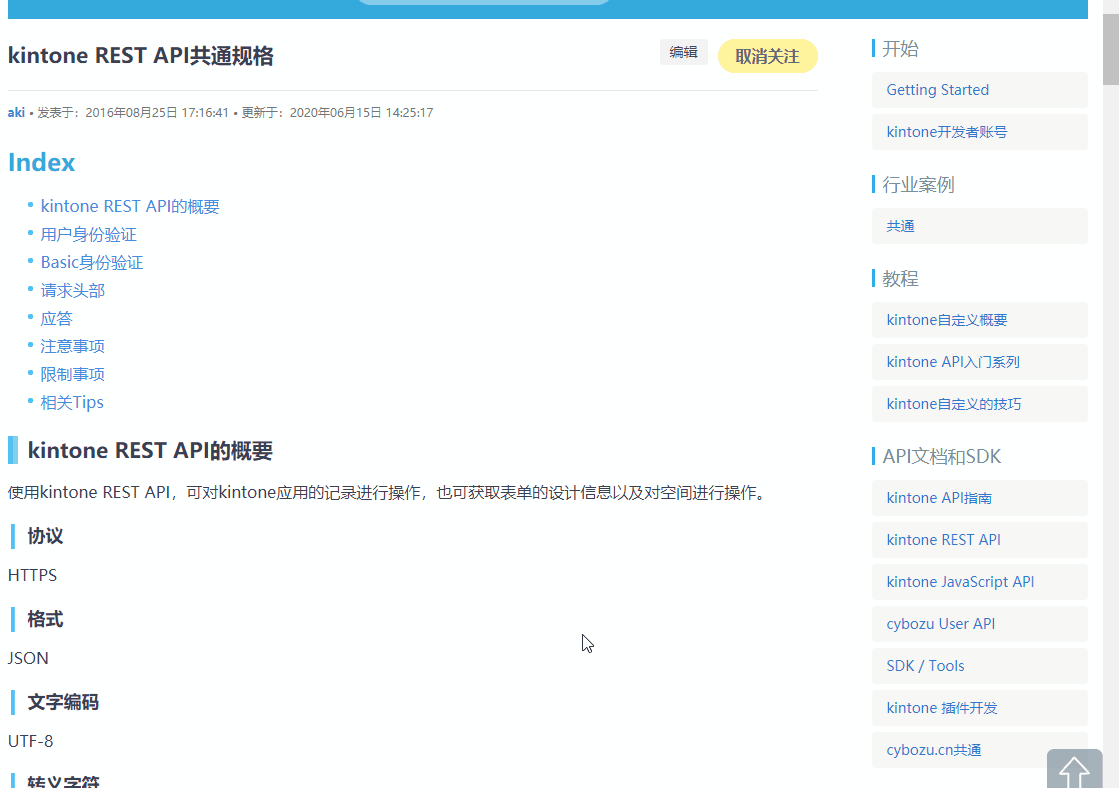 kintone REST API共通规格
编辑
取消关注
aki • 发表于：2016年08月25日 17:16:41 • 更新于：2020年06月15日 14:25:17
Index
kintone REST API的概要
用户身份验证
Basic身份验证
请求头部
应答
注意事项
限制事项
相关Tips
kintone REST API的概要
使用kintone REST API，可对kintone应用的记录进行操作，也可获取表单的设计信息以及对空间进行操作。
协议
HTTPS
格式
JSON
文字编码
UTF-8
转义字符
开始
Getting Started
kintone开发者账号
行业案例
共通
教程
kintone自定义概要
kintone API入门系列
kintone自定义的技巧
API文档和SDK
kintone API指南
kintone REST API
kintone JavaScript API
cybozu User API
SDK / Tools
kintone 插件开发
cybozu.cn共通